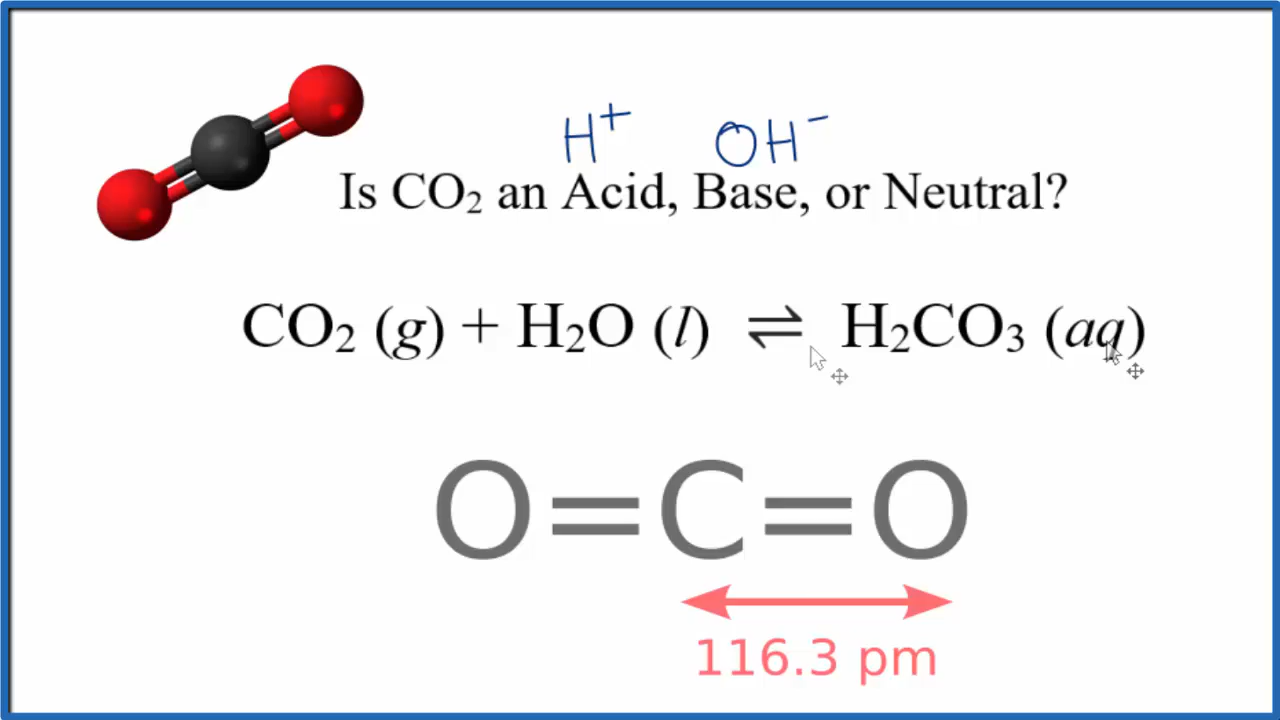 H⁺ OH⁻
Is CO₂ an Acid, Base, or Neutral?
CO₂ (g) + H₂O (l) ⇌ H₂CO₃ (aq)
O=C=O
116.3 pm